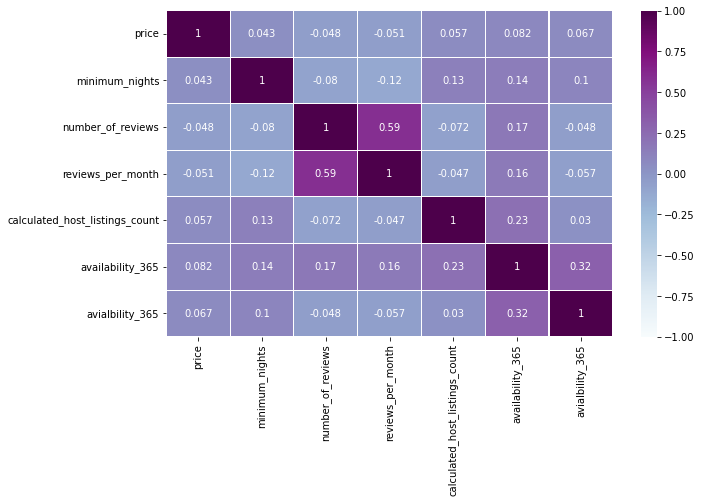 price 1 0.043 -0.048 -0.051 0.057 0.082 0.067
minimum_nights 0.043 1 -0.08 -0.12 0.13 0.14 0.1
number_of_reviews -0.048 -0.08 1 0.59 -0.072 0.17 -0.048
reviews_per_month -0.051 -0.12 0.59 1 -0.047 0.16 -0.057
calculated_host_listings_count 0.057 0.13 -0.072 -0.047 1 0.23 0.03
availability_365 0.082 0.14 0.17 0.16 0.23 1 0.32
avialbility_365 0.067 0.1 -0.048 -0.057 0.03 0.32 1
price
minimum_nights
number_of_reviews
reviews_per_month
calculated_host_listings_count
availability_365
avialbility_365
1.00
0.75
0.50
0.25
0.00
−0.25
−0.50
−0.75
−1.00